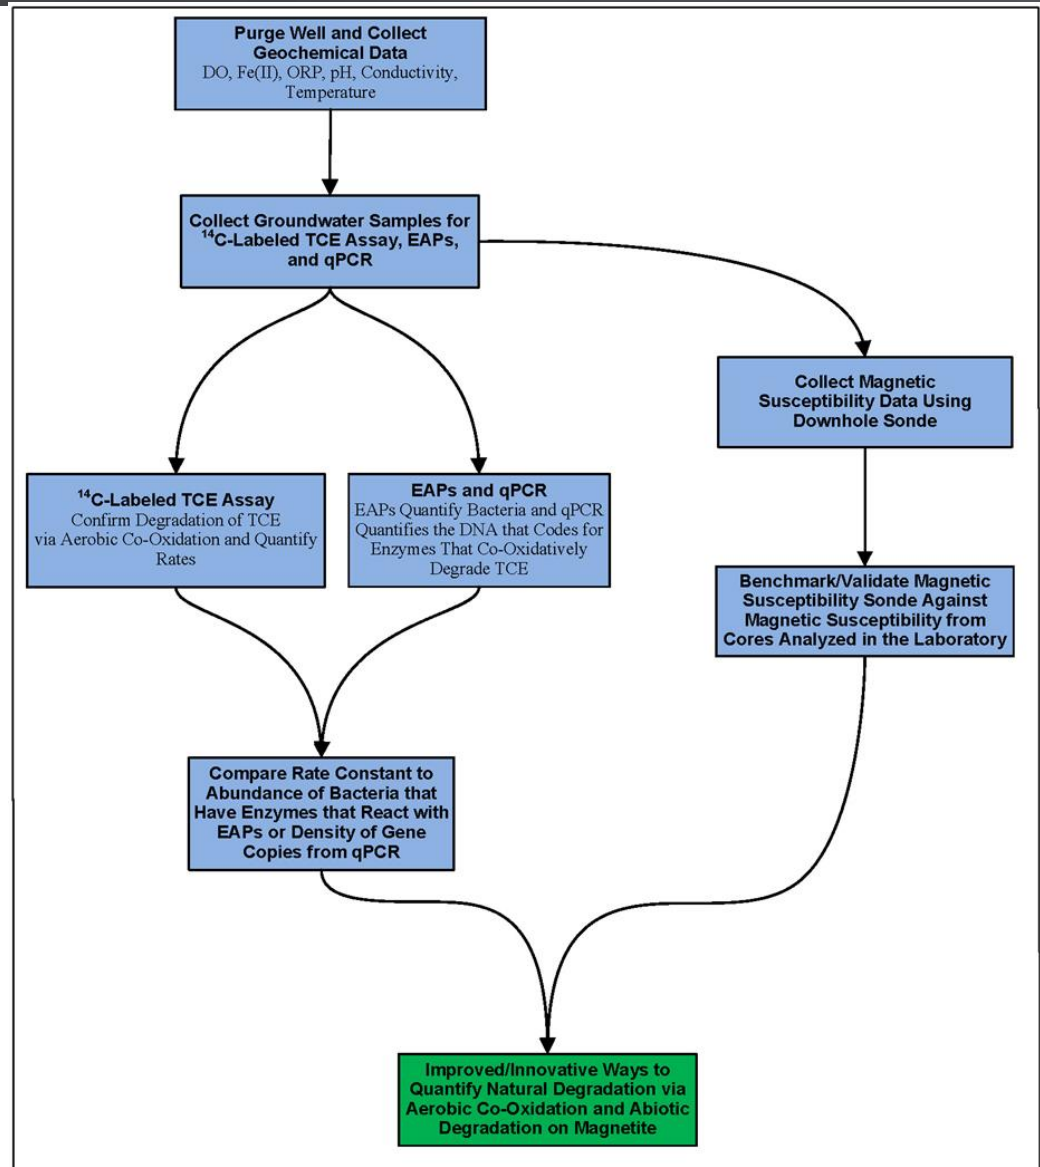 Purge Well and Collect
Geochemical Data
DO, Fe(II), ORP, pH, Conductivity,
Temperature
Collect Groundwater Samples for
¹⁴C-Labeled TCE Assay, EAPs,
and qPCR
Collect Magnetic
Susceptibility Data Using
Downhole Sonde
¹⁴C-Labeled TCE Assay
Confirm Degradation of TCE
via Aerobic Co-Oxidation and Quantify
Rates
EAPs and qPCR
EAPs Quantify Bacteria and qPCR
Quantifies the DNA that Codes for
Enzymes That Co-Oxidatively
Degrade TCE
Benchmark/Validate Magnetic
Susceptibility Sonde Against
Magnetic Susceptibility from
Cores Analyzed in the Laboratory
Compare Rate Constant to
Abundance of Bacteria that
Have Enzymes that React with
EAPs or Density of Gene
Copies from qPCR
Improved/Innovative Ways to
Quantify Natural Degradation via
Aerobic Co-Oxidation and Abiotic
Degradation on Magnetite